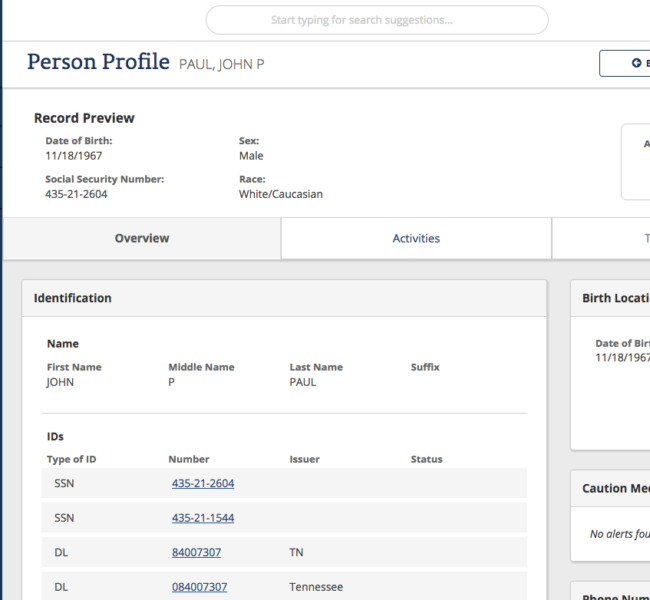 Start typing for search suggestions...
Person Profile PAUL, JOHN P
Record Preview
Date of Birth: Sex:
11/18/1967 Male
Social Security Number: Race:
435-21-2604 White/Caucasian
Overview Activities T
Identification Birth Locati
Name Date of Birt
First Name Middle Name Last Name Suffix 11/18/1967
JOHN P PAUL
IDs
Type of ID Number Issuer Status
SSN 435-21-2604 Caution Med
SSN 435-21-1544 No alerts fou
DL 84007307 TN
DL 084007307 Tennessee
Phone Num